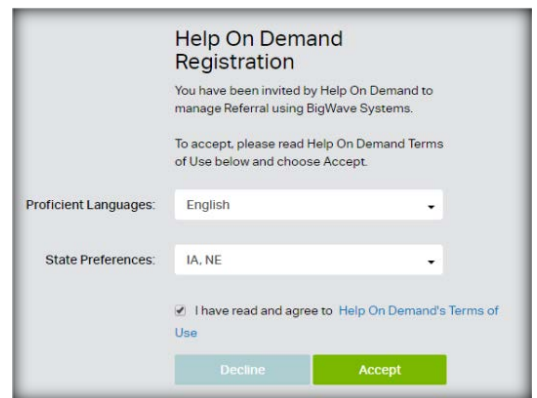 Help On Demand
Registration
You have been invited by Help On Demand to
manage Referral using BigWave Systems.
To accept, please read Help On Demand Terms
of Use below and choose Accept.
Proficient Languages: English
State Preferences: IA, NE
I have read and agree to Help On Demand's Terms of
Use
Decline Accept